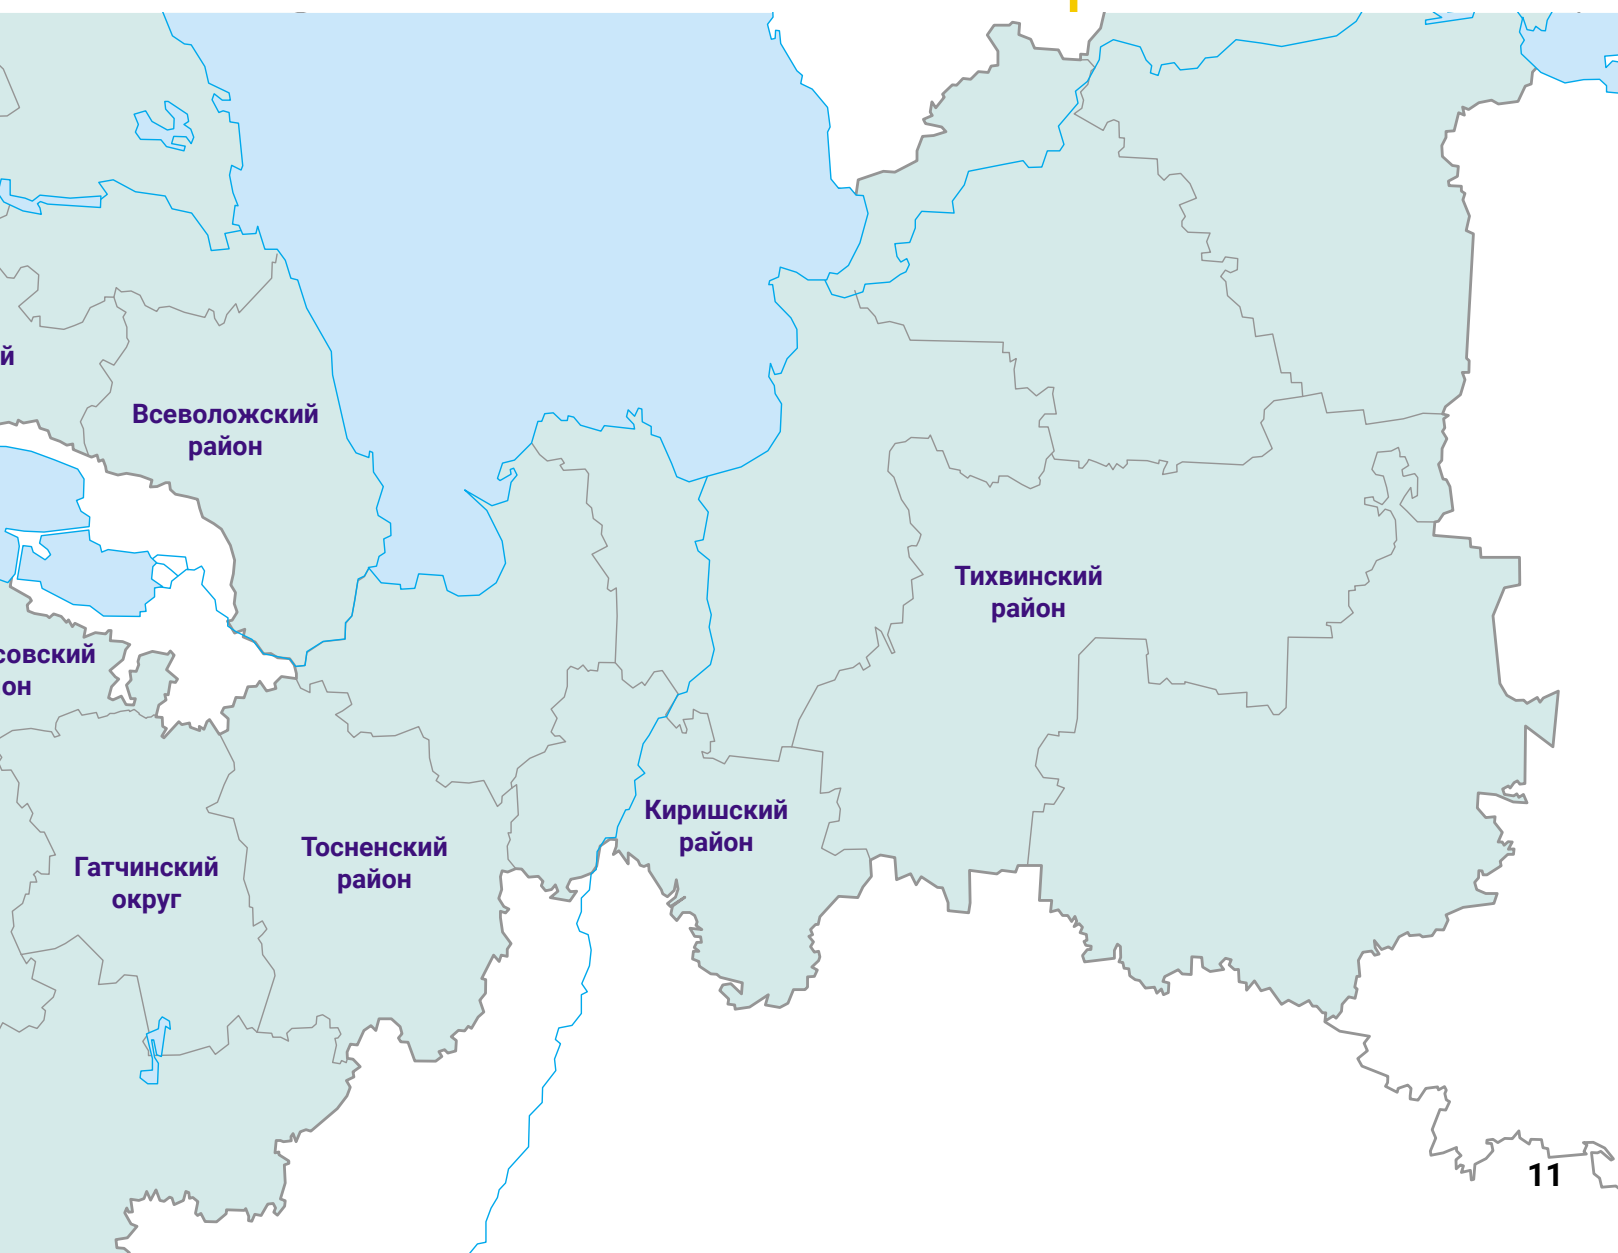 й
Всеволожский
район
Тихвинский
район
совский
он
Киришский
район
Тосненский
район
Гатчинский
округ
11